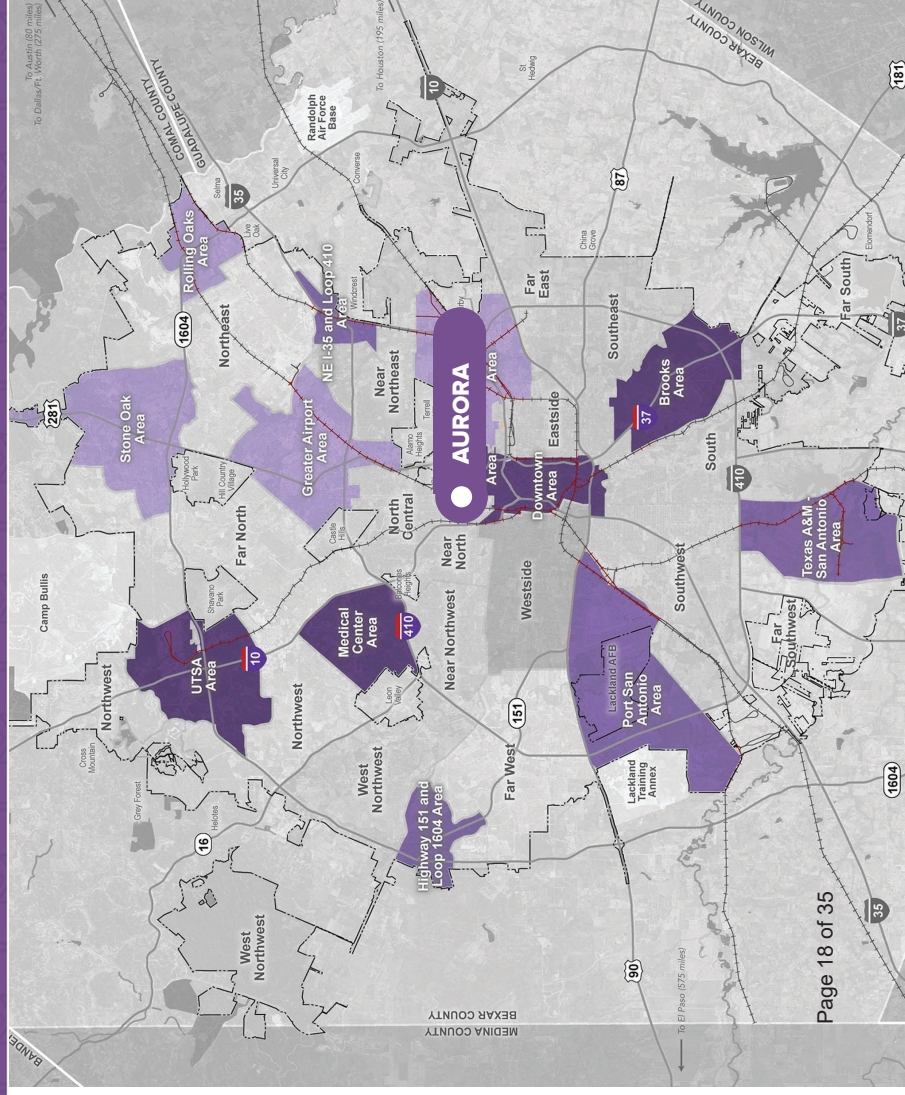 BANDE
To Austin (80 miles)
To Dallas/Ft. Worth (275 miles)
Camp Bullis
281
Cross
Mountain
Northwest
Stone Oak
Area
Grey Forest
COMAL COUNTY
GUADALUPE COUNTY
16
Helotes
UTSA
Area
Shavano
Park
Hollywood
Park
1604
Rolling Oaks
Area
Selma
35
Live
Oak
Universal
City
West
Northwest
10
Far North
Hill Country
Village
Northeast
Northwest
Greater Airport
Area
NE I-35 and Loop 410
Area
Windcrest
Converse
Randolph
Air Force
Base
Medical
Center
Area
Castle
Hills
West
Northwest
Leon
Valley
410
Balcones
Heights
North
Central
Alamo
Heights
Terrell
Near
Northeast
To Houston (195 miles)
10
MEDINA COUNTY
BEXAR COUNTY
Highway 151 and
Loop 1604 Area
Near Northwest
Near
North
AURORA
rby
Area
Area
151
Far West
Westside
Downtown
Area
Eastside
Far
East
St
Hedwig
China
Grove
87
Lackland AFB
Port San
Antonio
Area
Lackland
Training
Annex
90
37
Southeast
Brooks
Area
Southwest
South
To El Paso (575 miles)
410
BEXAR COUNTY
WILSON COUNTY
Far
Southwest
Texas A&M -
San Antonio
Area
Page 18 of 35
Far South
Elmendorf
35
1604
37
181